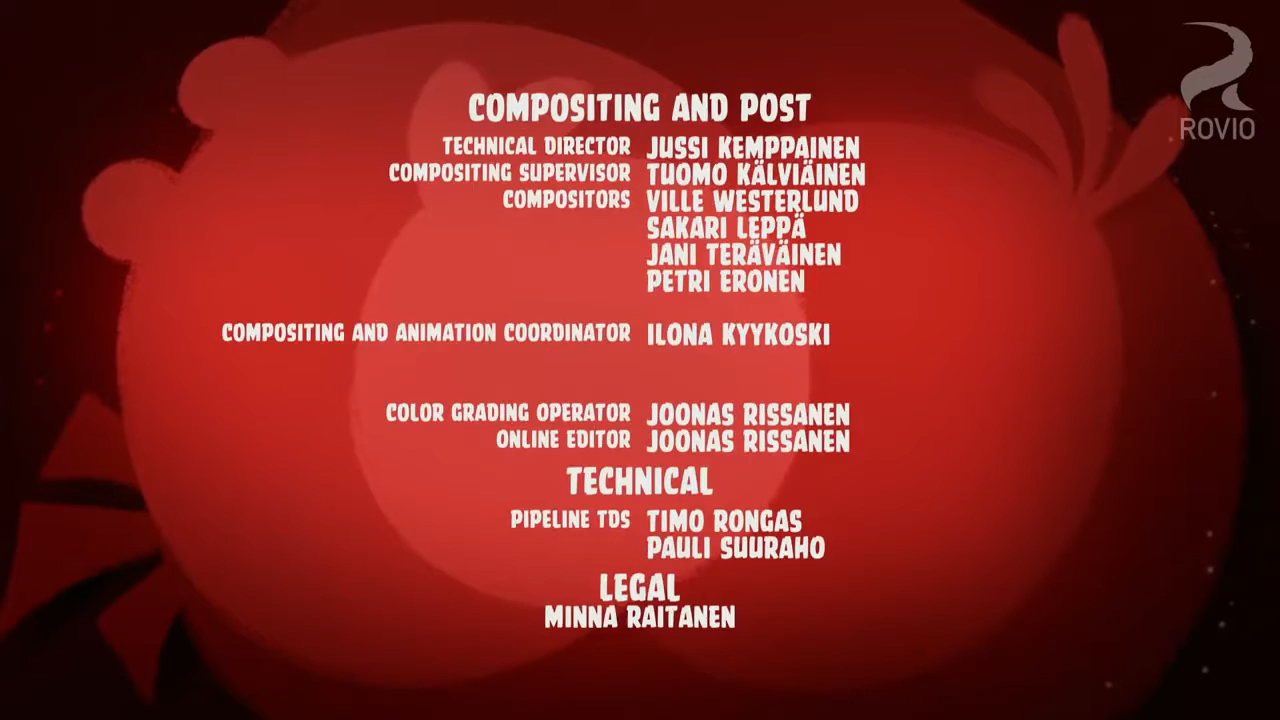 ROVIO
COMPOSITING AND POST
TECHNICAL DIRECTOR JUSSI KEMPPAINEN
COMPOSITING SUPERVISOR TUOMO KÄLVIÄINEN
COMPOSITORS VILLE WESTERLUND
SAKARI LEPPÄ
JANI TERÄVÄINEN
PETRI ERONEN
COMPOSITING AND ANIMATION COORDINATOR ILONA KYYKOSKI
COLOR GRADING OPERATOR JOONAS RISSANEN
ONLINE EDITOR JOONAS RISSANEN
TECHNICAL
PIPELINE TDS TIMO RONGAS
PAULI SUURAHO
LEGAL
MINNA RAITANEN